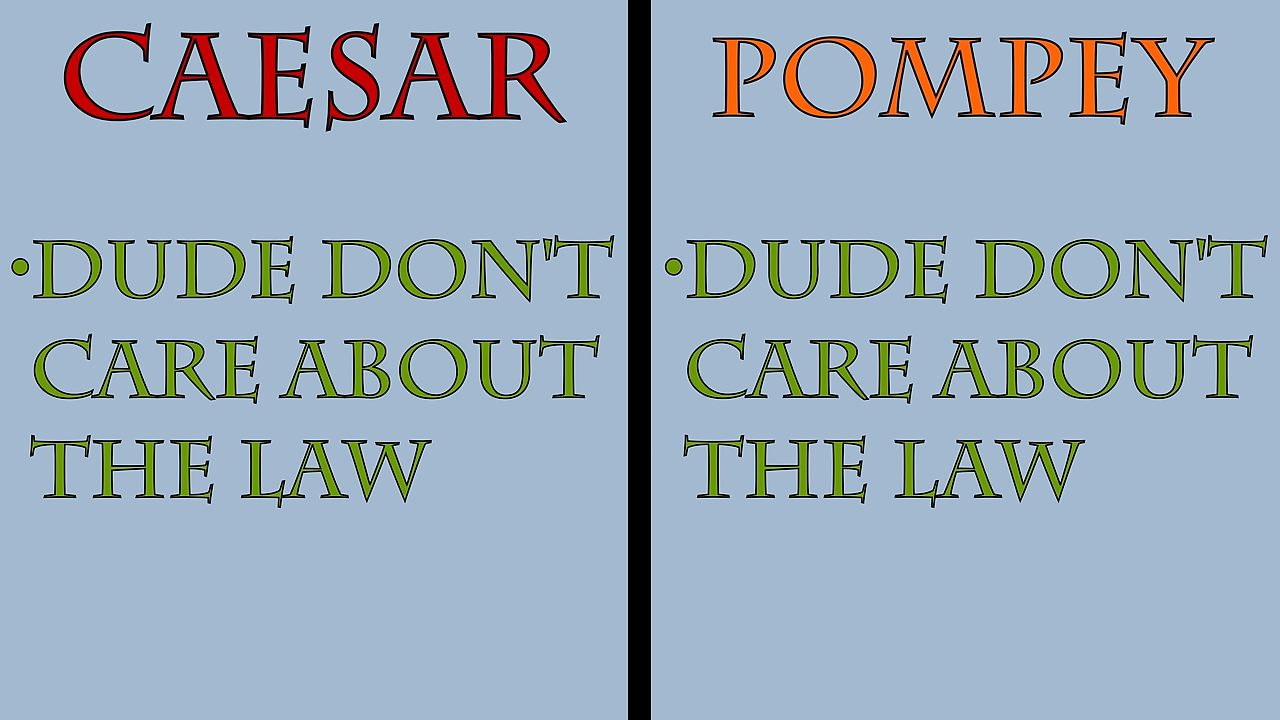 CAESAR
•DUDE DON'T
CARE ABOUT
THE LAW
POMPEY
•DUDE DON'T
CARE ABOUT
THE LAW